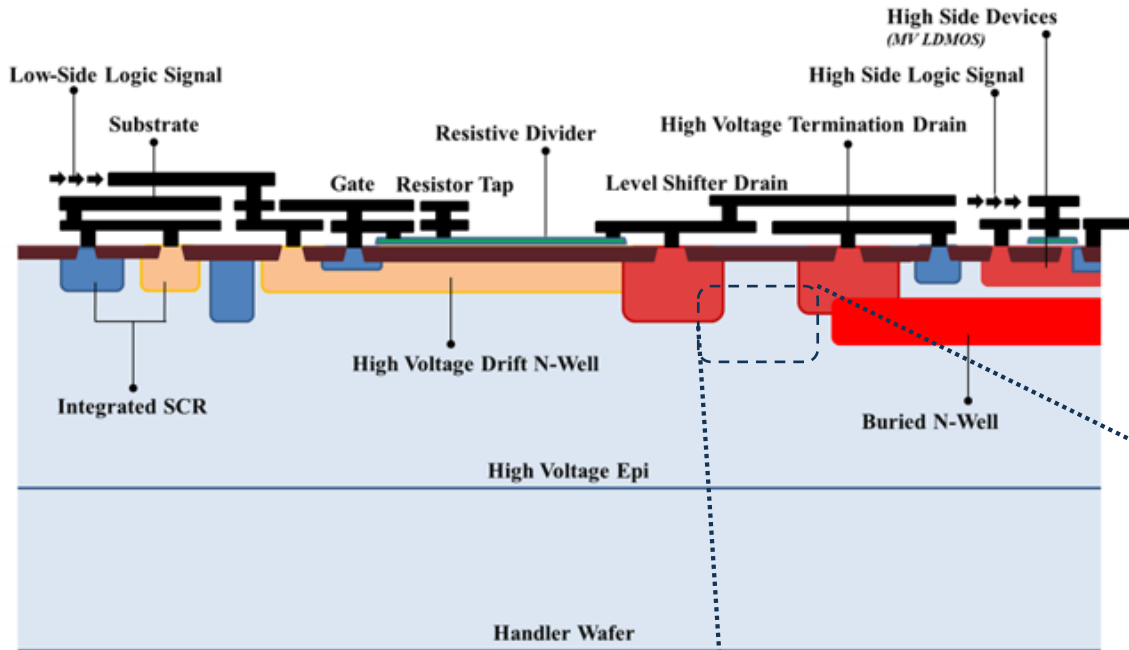 High Side Devices
(MV LDMOS)
Low-Side Logic Signal
High Side Logic Signal
Substrate
Resistive Divider
High Voltage Termination Drain
Gate
Resistor Tap
Level Shifter Drain
High Voltage Drift N-Well
Integrated SCR
Buried N-Well
High Voltage Epi
Handler Wafer